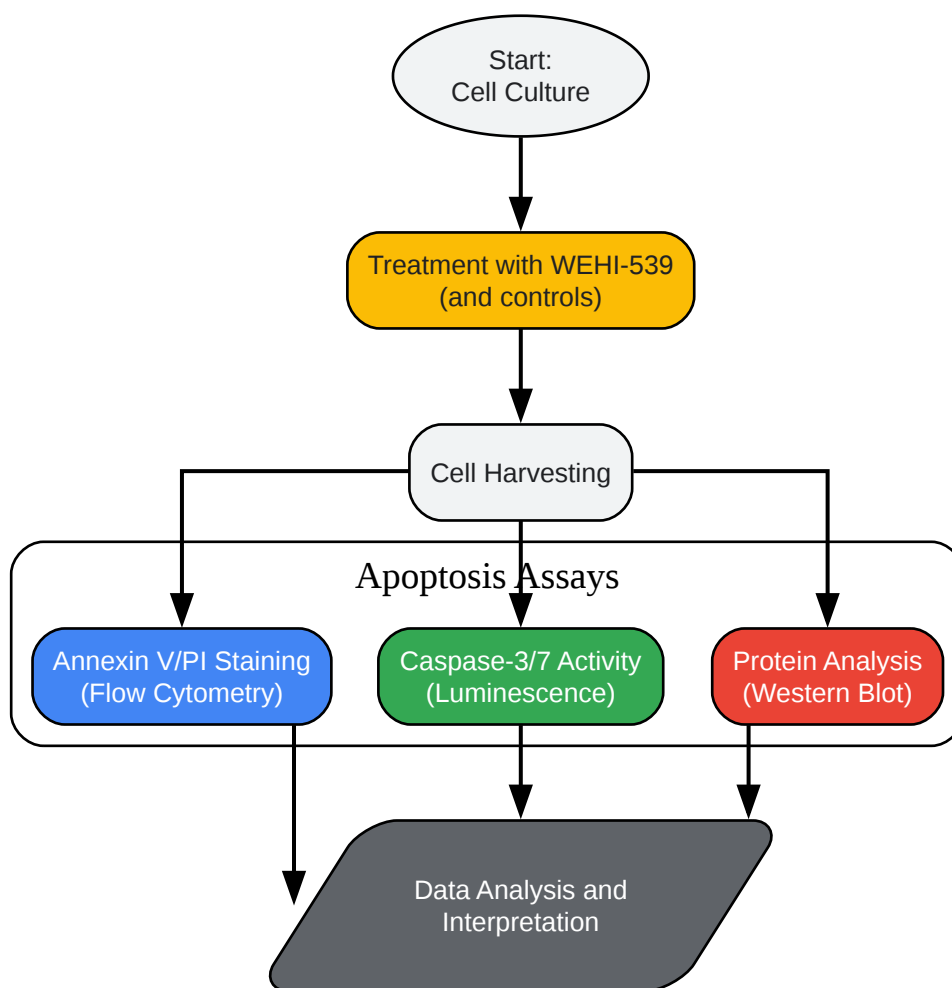 Start:
Cell Culture
Treatment with WEHI-539
(and controls)
Cell Harvesting
Apoptosis Assays
Annexin V/PI Staining
(Flow Cytometry)
Caspase-3/7 Activity
(Luminescence)
Protein Analysis
(Western Blot)
Data Analysis and
Interpretation